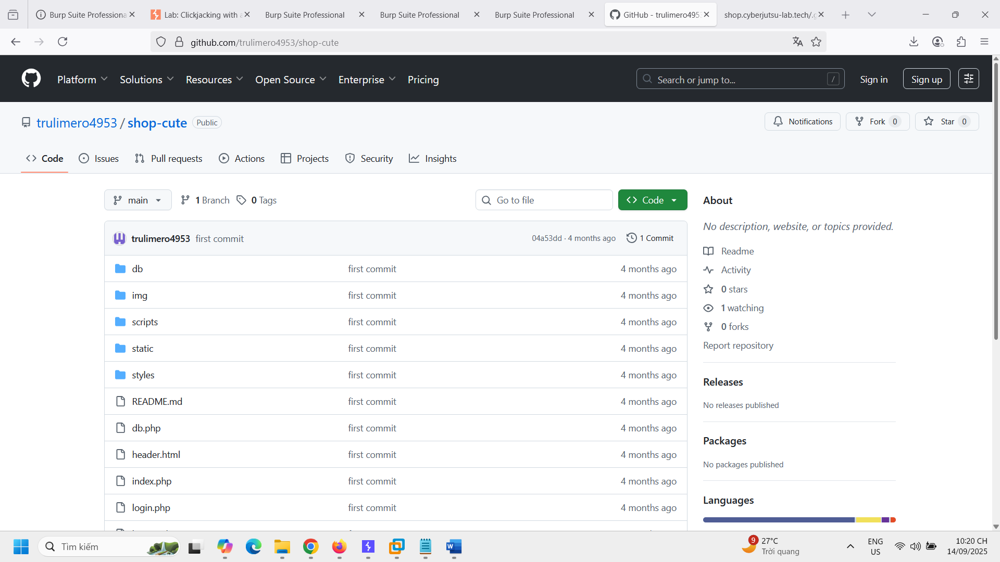 Burp Suite Professiona
Lab: Clickjacking with a
Burp Suite Professional
Burp Suite Professional
Burp Suite Professional
GitHub - trulimero495
shop.cyberjutsu-lab.tech/.g
github.com/trulimero4953/shop-cute
Platform
Solutions
Resources
Open Source
Enterprise
Pricing
Search or jump to...
/
Sign in
Sign up
trulimero4953 / shop-cute
Public
Notifications
Fork 0
Star 0
Code
Issues
Pull requests
Actions
Projects
Security
Insights
main
1 Branch
0 Tags
Go to file
Code
trulimero4953 first commit
04a53dd · 4 months ago
1 Commit
db first commit 4 months ago
img first commit 4 months ago
scripts first commit 4 months ago
static first commit 4 months ago
styles first commit 4 months ago
README.md first commit 4 months ago
db.php first commit 4 months ago
header.html first commit 4 months ago
index.php first commit 4 months ago
login.php first commit 4 months ago
About
No description, website, or topics provided.
Readme
Activity
0 stars
1 watching
0 forks
Report repository
Releases
No releases published
Packages
No packages published
Languages
Tìm kiếm
9
27°C
Trời quang
ENG
US
10:20 CH
14/09/2025